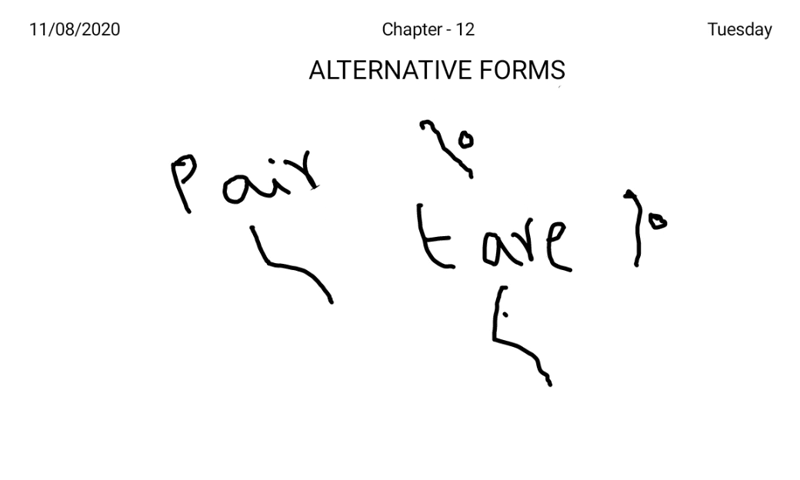 11/08/2020 Chapter - 12 Tuesday
ALTERNATIVE FORMS
Pair
tare